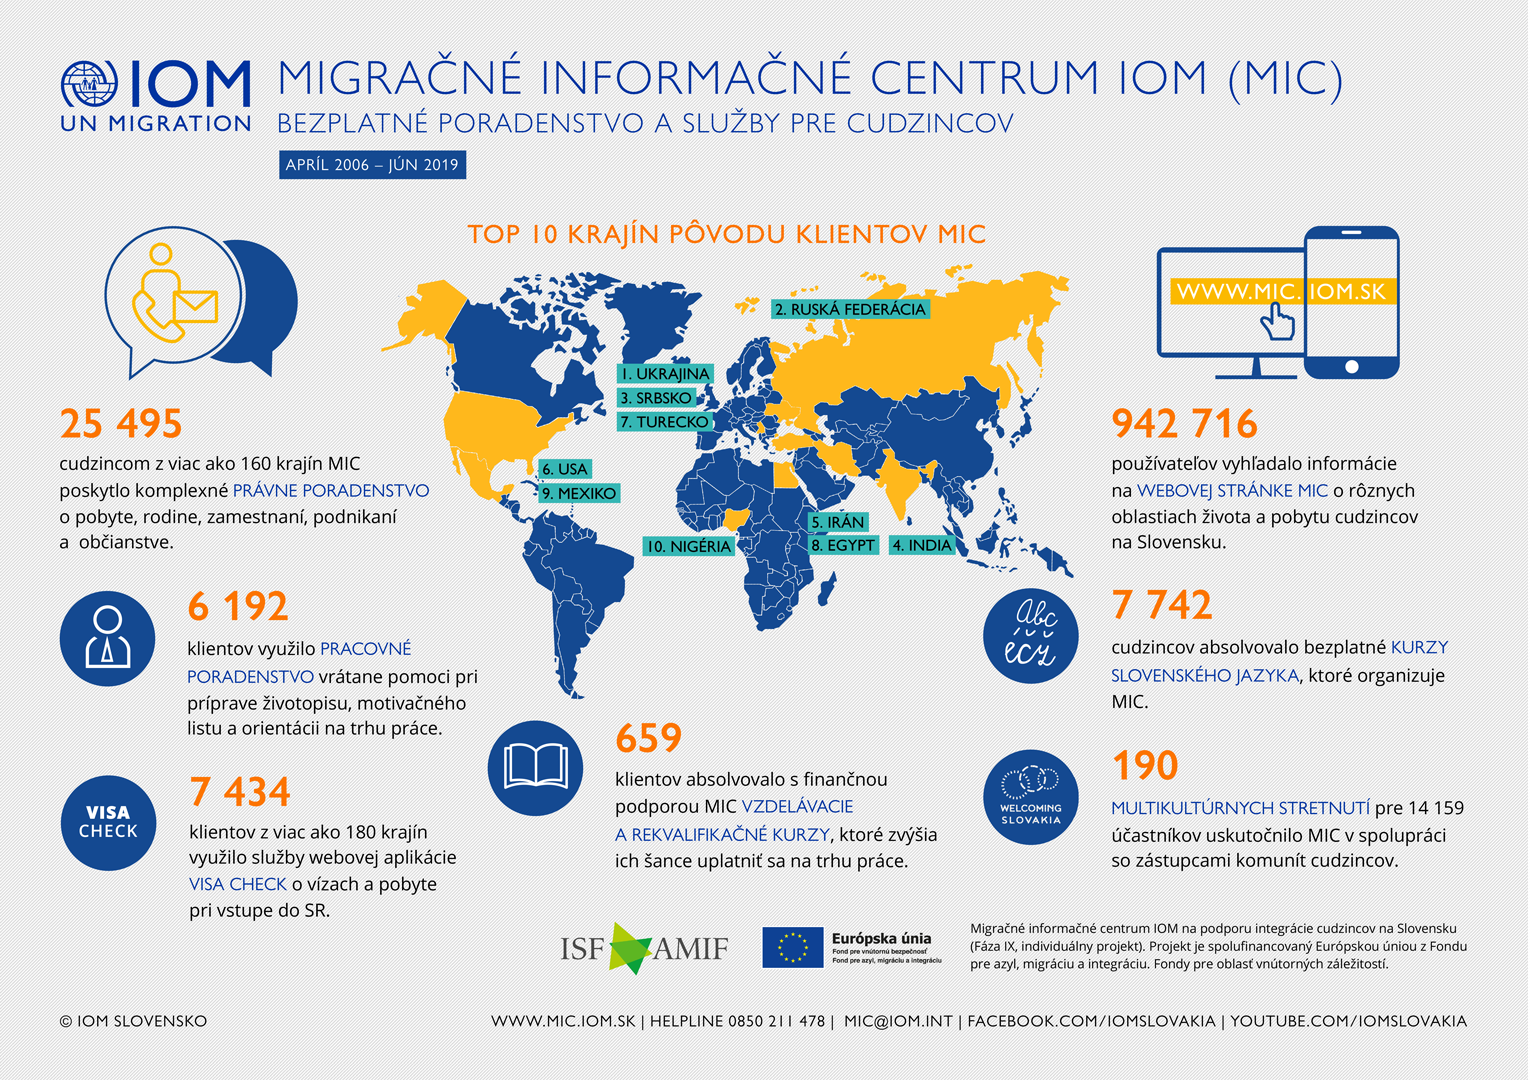 IOM
UN MIGRATION
MIGRAČNÉ INFORMAČNÉ CENTRUM IOM (MIC)
BEZPLATNÉ PORADENSTVO A SLUŽBY PRE CUDZINCOV
APRÍL 2006 – JÚN 2019
TOP 10 KRAJÍN PÔVODU KLIENTOV MIC
1. UKRAJINA
2. RUSKÁ FEDERÁCIA
3. SRBSKO
7. TURECKO
6. USA
9. MEXIKO
10. NIGÉRIA
5. IRÁN
8. EGYPT
4. INDIA
25 495
cudzincom z viac ako 160 krajín MIC
poskytlo komplexné PRÁVNE PORADENSTVO
o pobyte, rodine, zamestnaní, podnikaní
a občianstve.
6 192
klientov využilo PRACOVNÉ
PORADENSTVO vrátane pomoci pri
príprave životopisu, motivačného
listu a orientácii na trhu práce.
VISA
CHECK
7 434
klientov z viac ako 180 krajín
využilo služby webovej aplikácie
VISA CHECK o vízach a pobyte
pri vstupe do SR.
659
klientov absolvovalo s finančnou
podporou MIC VZDELÁVACIE
A REKVALIFIKAČNÉ KURZY, ktoré zvýšia
ich šance uplatniť sa na trhu práce.
WWW.MIC.IOM.SK
942 716
používateľov vyhľadalo informácie
na WEBOVEJ STRÁNKE MIC o rôznych
oblastiach života a pobytu cudzincov
na Slovensku.
abc
ěčž
7 742
cudzincov absolvovalo bezplatné KURZY
SLOVENSKÉHO JAZYKA, ktoré organizuje
MIC.
WELCOMING
SLOVAKIA
190
MULTIKULTÚRNYCH STRETNUTÍ pre 14 159
účastníkov uskutočnilo MIC v spolupráci
so zástupcami komunít cudzincov.
ISF AMIF
Európska únia
Fond pre vnútornú bezpečnosť
Fond pre azyl, migráciu a integráciu
Migračné informačné centrum IOM na podporu integrácie cudzincov na Slovensku
(Fáza IX, individuálny projekt). Projekt je spolufinancovaný Európskou úniou z Fondu
pre azyl, migráciu a integráciu. Fondy pre oblasť vnútorných záležitostí.
© IOM SLOVENSKO
WWW.MIC.IOM.SK | HELPLINE 0850 211 478 | MIC@IOM.INT | FACEBOOK.COM/IOMSLOVAKIA | YOUTUBE.COM/IOMSLOVAKIA